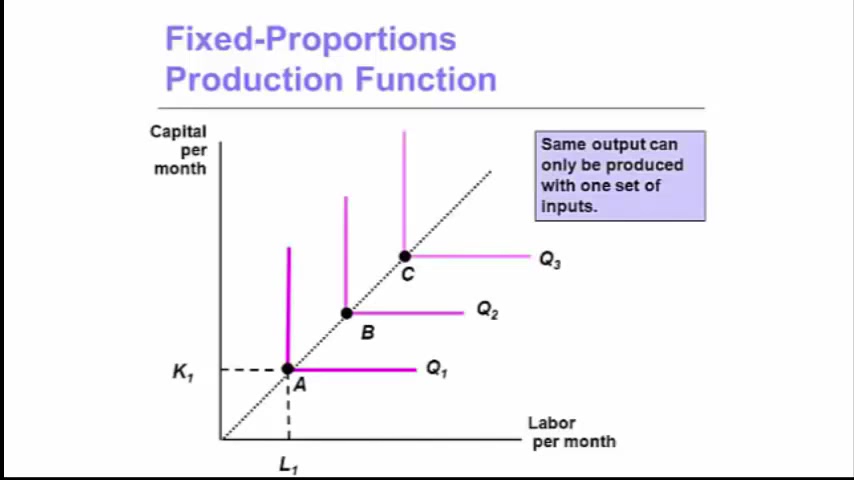 Fixed-Proportions
Production Function
Capital
per
month
Same output can
only be produced
with one set of
inputs.
Q₃
C
Q₂
B
Q₁
K₁
A
Labor
per month
L₁